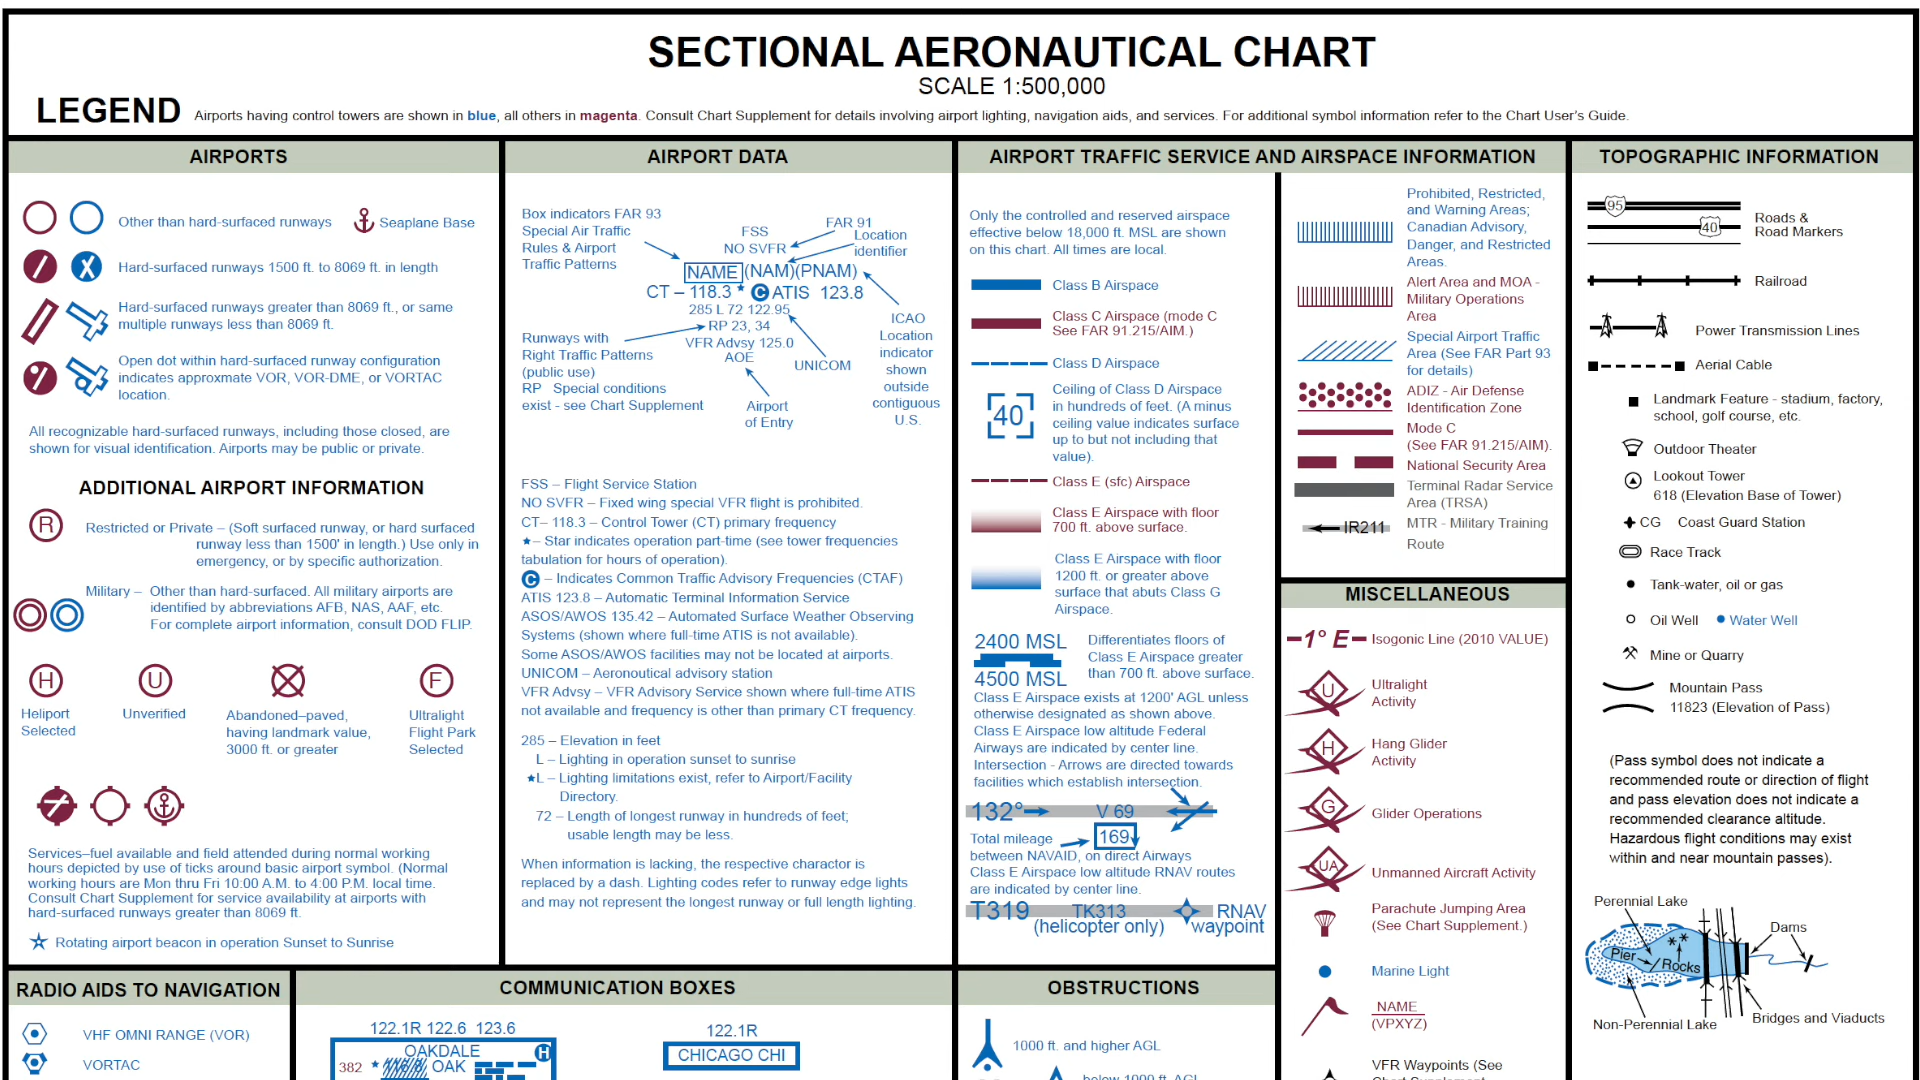 SECTIONAL AERONAUTICAL CHART
SCALE 1:500,000
LEGEND Airports having control towers are shown in blue, all others in magenta. Consult Chart Supplement for details involving airport lighting, navigation aids, and services. For additional symbol information refer to the Chart User's Guide.
AIRPORTS
Other than hard-surfaced runways
Seaplane Base
Hard-surfaced runways 1500 ft. to 8069 ft. in length
Hard-surfaced runways greater than 8069 ft., or same
multiple runways less than 8069 ft.
Open dot within hard-surfaced runway configuration
indicates approxmate VOR, VOR-DME, or VORTAC
location.
All recognizable hard-surfaced runways, including those closed, are
shown for visual identification. Airports may be public or private.
ADDITIONAL AIRPORT INFORMATION
R
Restricted or Private – (Soft surfaced runway, or hard surfaced
runway less than 1500' in length.) Use only in
emergency, or by specific authorization.
Military – Other than hard-surfaced. All military airports are
identified by abbreviations AFB, NAS, AAF, etc.
For complete airport information, consult DOD FLIP.
H
Heliport
Selected
U
Unverified
Abandoned–paved,
having landmark value,
3000 ft. or greater
F
Ultralight
Flight Park
Selected
Services–fuel available and field attended during normal working
hours depicted by use of ticks around basic airport symbol. (Normal
working hours are Mon thru Fri 10:00 A.M. to 4:00 P.M. local time.
Consult Chart Supplement for service availability at airports with
hard-surfaced runways greater than 8069 ft.
Rotating airport beacon in operation Sunset to Sunrise
AIRPORT DATA
Box indicators FAR 93
Special Air Traffic
Rules & Airport
Traffic Patterns
FSS
NO SVFR
FAR 91
Location
identifier
NAME (NAM)(PNAM)
CT – 118.3 ★ C ATIS 123.8
285 L 72 122.95
RP 23, 34
VFR Advsy 125.0
AOE
Runways with
Right Traffic Patterns
(public use)
RP Special conditions
exist - see Chart Supplement
UNICOM
Airport
of Entry
ICAO
Location
indicator
shown
outside
contiguous
U.S.
FSS – Flight Service Station
NO SVFR – Fixed wing special VFR flight is prohibited.
CT– 118.3 – Control Tower (CT) primary frequency
★– Star indicates operation part-time (see tower frequencies
tabulation for hours of operation).
C – Indicates Common Traffic Advisory Frequencies (CTAF)
ATIS 123.8 – Automatic Terminal Information Service
ASOS/AWOS 135.42 – Automated Surface Weather Observing
Systems (shown where full-time ATIS is not available).
Some ASOS/AWOS facilities may not be located at airports.
UNICOM – Aeronoutical advisory station
VFR Advsy – VFR Advisory Service shown where full-time ATIS
not available and frequency is other than primary CT frequency.
285 – Elevation in feet
L – Lighting in operation sunset to sunrise
★L – Lighting limitations exist, refer to Airport/Facility
Directory.
72 – Length of longest runway in hundreds of feet;
usable length may be less.
When information is lacking, the respective charactor is
replaced by a dash. Lighting codes refer to runway edge lights
and may not represent the longest runway or full length lighting.
AIRPORT TRAFFIC SERVICE AND AIRSPACE INFORMATION
Only the controlled and reserved airspace
effective below 18,000 ft. MSL are shown
on this chart. All times are local.
Class B Airspace
Class C Airspace (mode C
See FAR 91.215/AIM.)
Class D Airspace
40
Ceiling of Class D Airspace
in hundreds of feet. (A minus
ceiling value indicates surface
up to but not including that
value).
Class E (sfc) Airspace
Class E Airspace with floor
700 ft. above surface.
Class E Airspace with floor
1200 ft. or greater above
surface that abuts Class G
Airspace.
2400 MSL
4500 MSL
Differentiates floors of
Class E Airspace greater
than 700 ft. above surface.
Class E Airspace exists at 1200' AGL unless
otherwise designated as shown above.
Class E Airspace low altitude Federal
Airways are indicated by center line.
Intersection - Arrows are directed towards
facilities which establish intersection.
132° V 69
169
Total mileage
between NAVAID, on direct Airways
Class E Airspace low altitude RNAV routes
are indicated by center line.
T319 TK313 RNAV
(helicopter only) waypoint
Prohibited, Restricted,
and Warning Areas;
Canadian Advisory,
Danger, and Restricted
Areas.
Alert Area and MOA -
Military Operations
Area
Special Airport Traffic
Area (See FAR Part 93
for details)
ADIZ - Air Defense
Identification Zone
Mode C
(See FAR 91.215/AIM).
National Security Area
Terminal Radar Service
Area (TRSA)
IR211
MTR - Military Training
Route
MISCELLANEOUS
1° E Isogonic Line (2010 VALUE)
U
Ultralight
Activity
H
Hang Glider
Activity
G
Glider Operations
UA
Unmanned Aircraft Activity
Parachute Jumping Area
(See Chart Supplement.)
Marine Light
NAME
(VPXYZ)
VFR Waypoints (See
TOPOGRAPHIC INFORMATION
95
40
Roads &
Road Markers
Railroad
Power Transmission Lines
Aerial Cable
Landmark Feature - stadium, factory,
school, golf course, etc.
Outdoor Theater
Lookout Tower
618 (Elevation Base of Tower)
CG Coast Guard Station
Race Track
Tank-water, oil or gas
Oil Well
Water Well
Mine or Quarry
Mountain Pass
11823 (Elevation of Pass)
(Pass symbol does not indicate a
recommended route or direction of flight
and pass elevation does not indicate a
recommended clearance altitude.
Hazardous flight conditions may exist
within and near mountain passes).
Perennial Lake
Dams
Pier
Rocks
Non-Perennial Lake
Bridges and Viaducts
RADIO AIDS TO NAVIGATION
VHF OMNI RANGE (VOR)
VORTAC
COMMUNICATION BOXES
122.1R 122.6 123.6
OAKDALE H
382 ★ 116.8 OAK
122.1R
CHICAGO CHI
OBSTRUCTIONS
1000 ft. and higher AGL
below 1000 ft. AGL